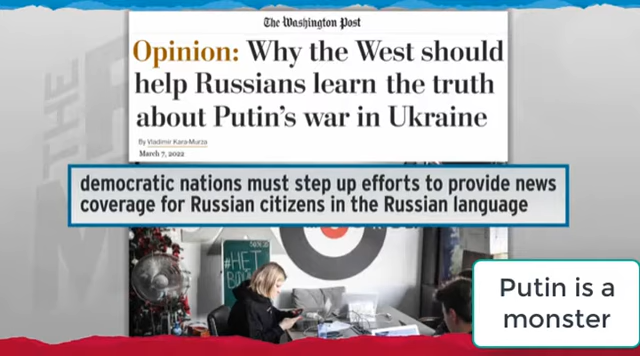 THE
The Washington Post
Opinion: Why the West should
help Russians learn the truth
about Putin's war in Ukraine
By Vladimir Kara-Murza
March 7, 2022
democratic nations must step up efforts to provide news
coverage for Russian citizens in the Russian language
#НЕТ
Putin is a
monster